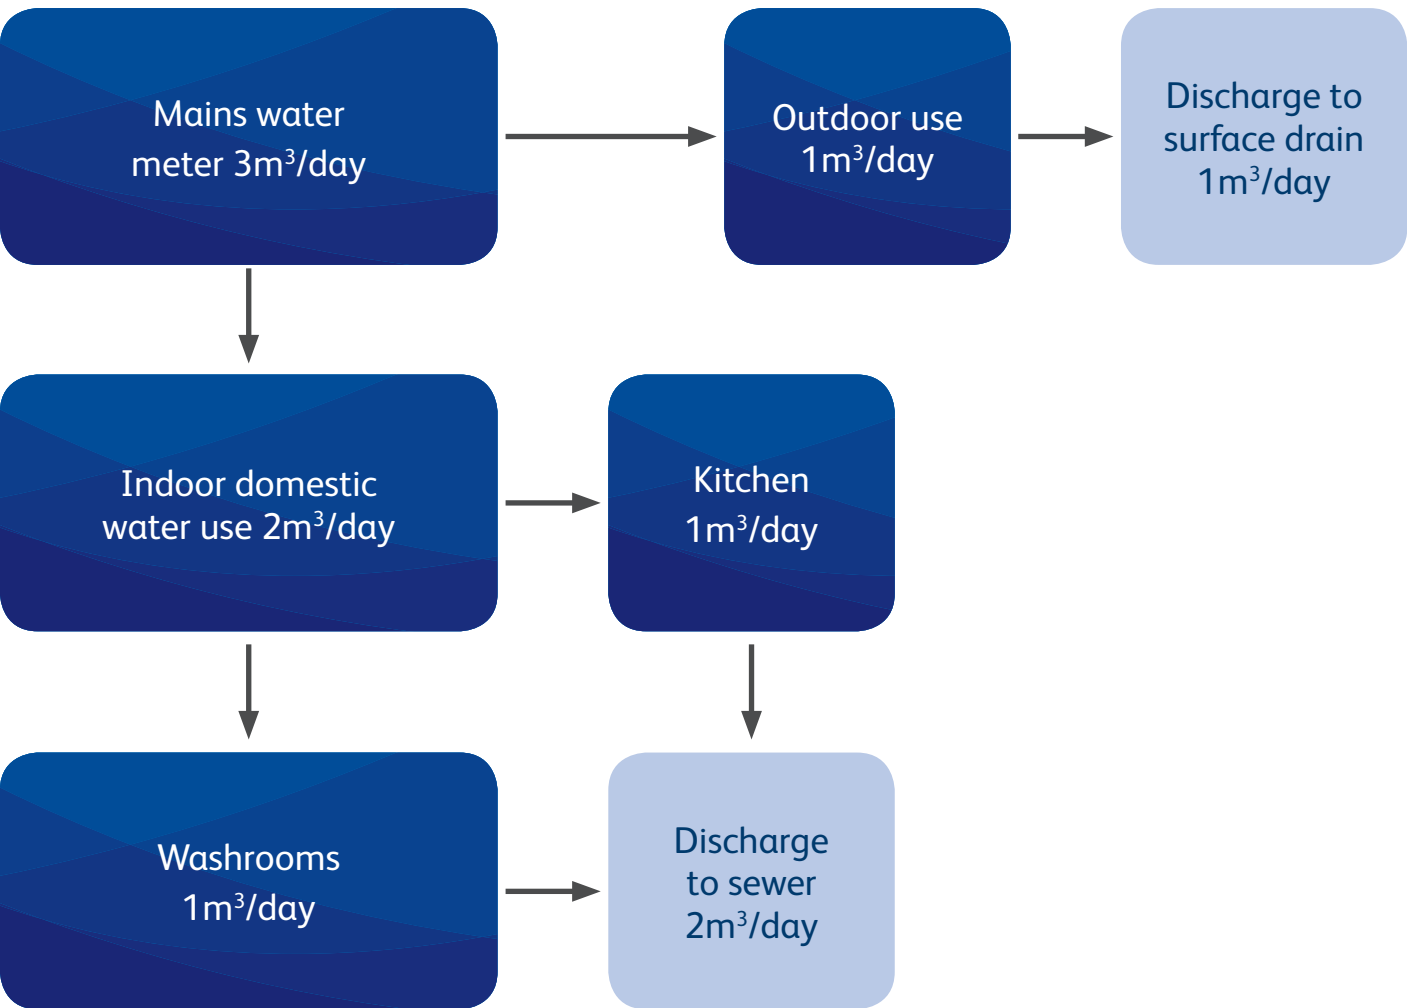 Mains water
meter 3m³/day
Outdoor use
1m³/day
Discharge to
surface drain
1m³/day
Indoor domestic
water use 2m³/day
Kitchen
1m³/day
Washrooms
1m³/day
Discharge
to sewer
2m³/day